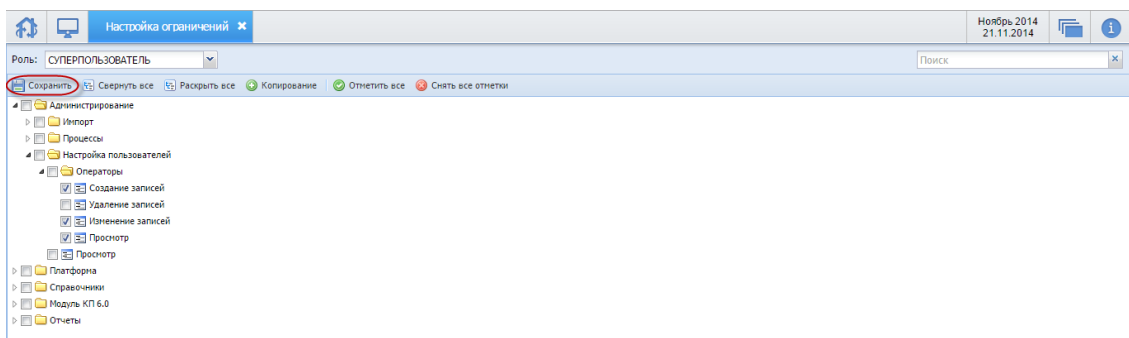 Настройка ограничений
Ноябрь 2014
21.11.2014
Роль: СУПЕРПОЛЬЗОВАТЕЛЬ
Поиск
Сохранить Свернуть все Раскрыть все Копирование Отметить все Снять все отметки
Администрирование
Импорт
Процессы
Настройка пользователей
Операторы
Создание записей
Удаление записей
Изменение записей
Просмотр
Просмотр
Платформа
Справочники
Модуль КП 6.0
Отчеты